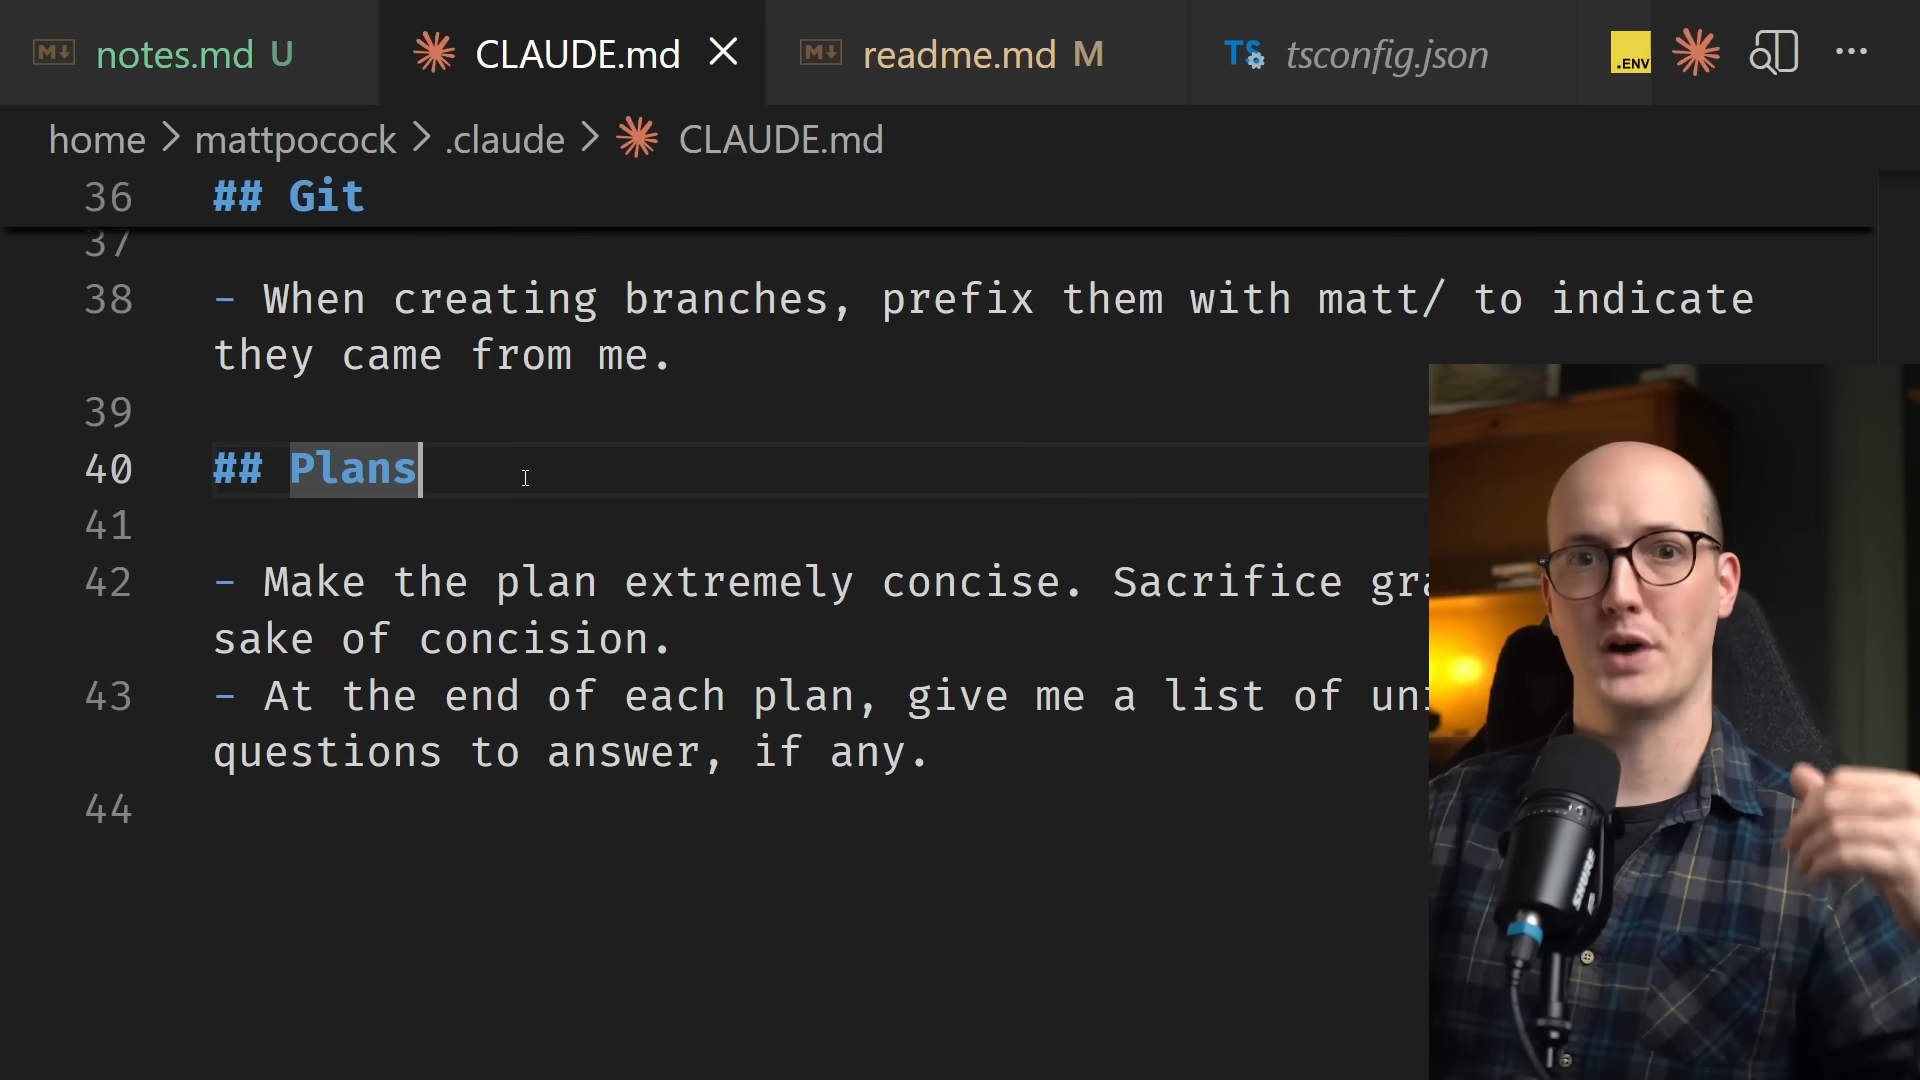 notes.md U
CLAUDE.md
readme.md M
TS tsconfig.json
.ENV
home > mattpocock > .claude > CLAUDE.md
36 ## Git
37
38 - When creating branches, prefix them with matt/ to indicate
they came from me.
39
40 ## Plans
41
42 - Make the plan extremely concise. Sacrifice
sake of concision.
43 - At the end of each plan, give me a list of
questions to answer, if any.
44
SHURE